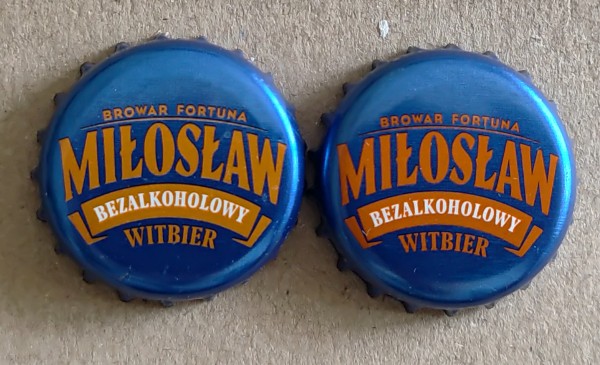 BROWAR FORTUNA
MIŁOSŁAW
BEZALKOHOLOWY
WITBIER
BROWAR FORTUNA
MIŁOSŁAW
BEZALKOHOLOWY
WITBIER